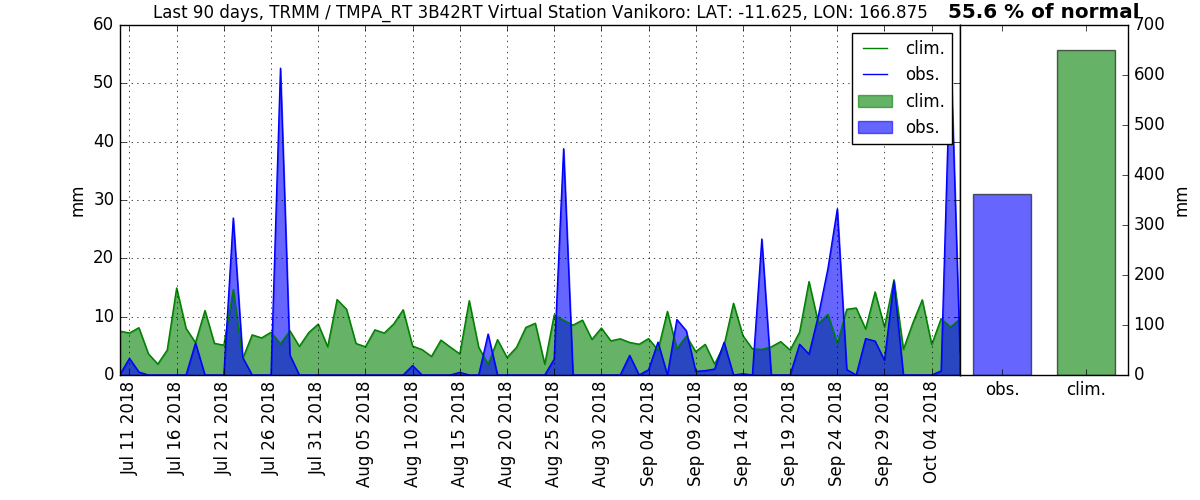 Last 90 days, TRMM / TMPA_RT 3B42RT Virtual Station Vanikoro: LAT: -11.625, LON: 166.875
55.6 % of normal
60
50
40
30
20
10
0
mm
clim.
obs.
clim.
obs.
Jul 11 2018
Jul 16 2018
Jul 21 2018
Jul 26 2018
Jul 31 2018
Aug 05 2018
Aug 10 2018
Aug 15 2018
Aug 20 2018
Aug 25 2018
Aug 30 2018
Sep 04 2018
Sep 09 2018
Sep 14 2018
Sep 19 2018
Sep 24 2018
Sep 29 2018
Oct 04 2018
700
600
500
400
300
200
100
0
mm
obs.
clim.